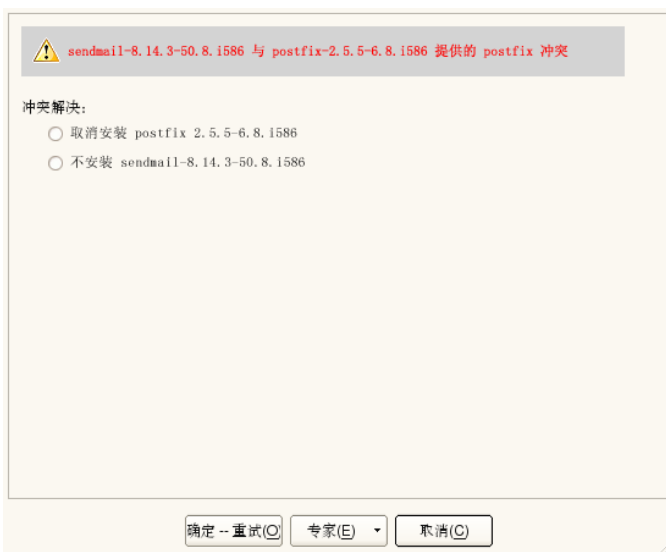 sendmail-8.14.3-50.8.i586 与 postfix-2.5.5-6.8.i586 提供的 postfix 冲突
冲突解决:
取消安装 postfix 2.5.5-6.8.i586
不安装 sendmail-8.14.3-50.8.i586
确定 -- 重试(O)
专家(E)
取消(C)